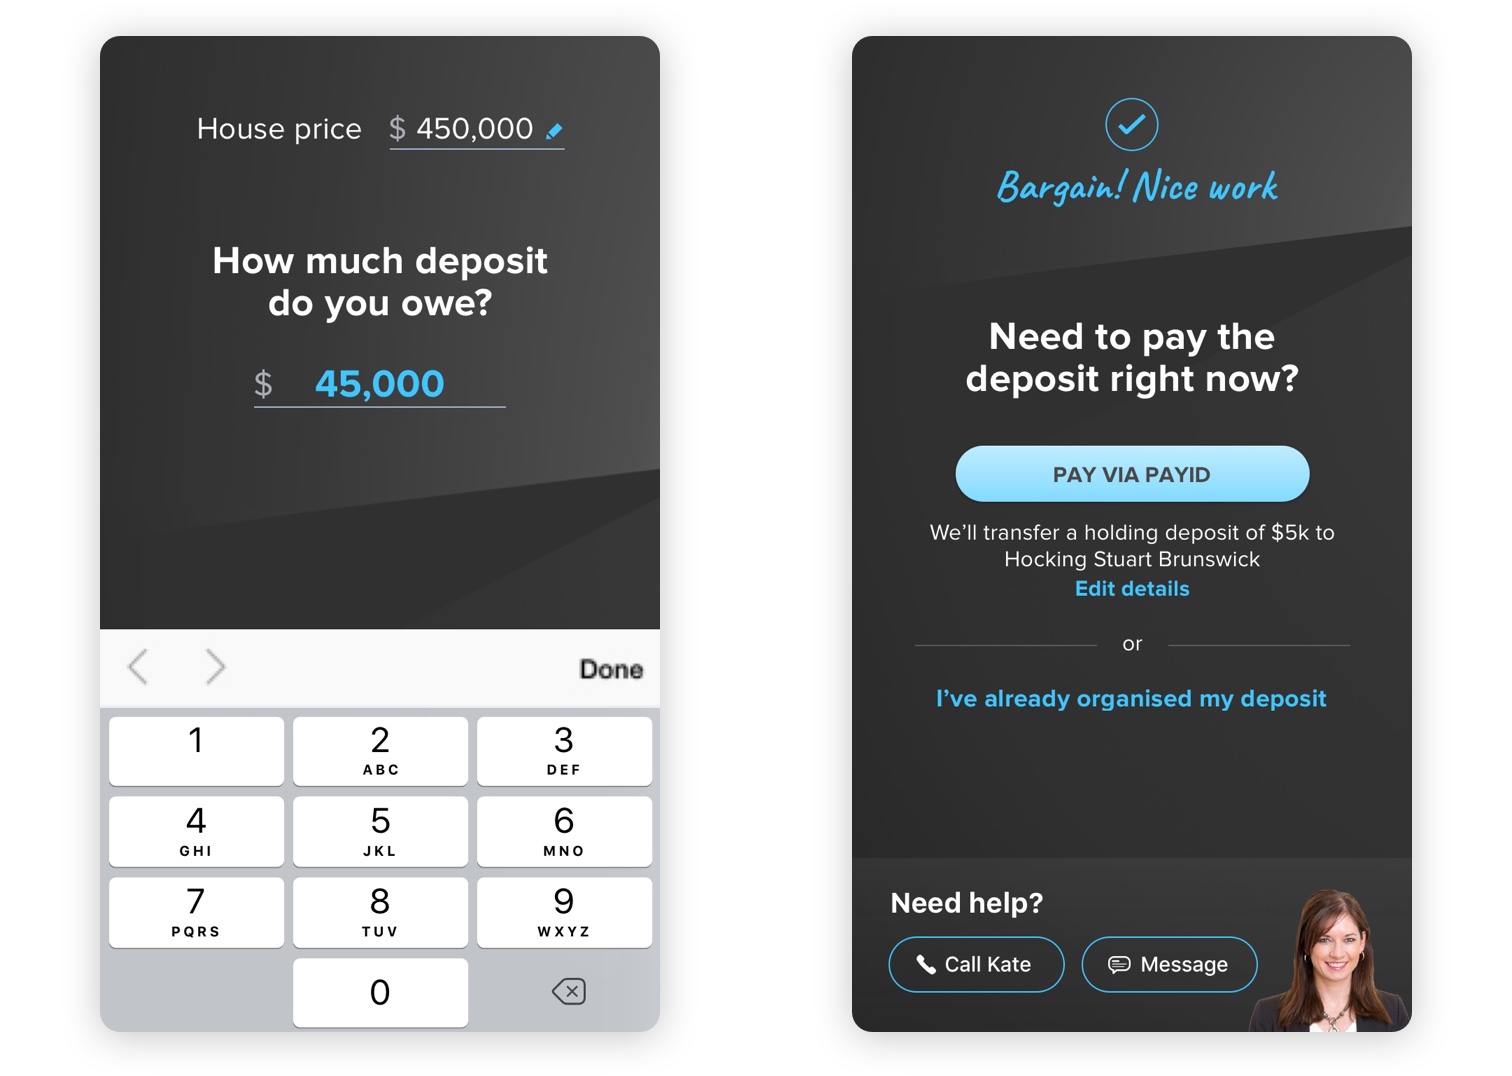 House price $ 450,000
How much deposit
do you owe?
$ 45,000
Done
1
2
ABC
3
DEF
4
GHI
5
JKL
6
MNO
7
PQRS
8
TUV
9
WXYZ
0
Bargain! Nice work
Need to pay the
deposit right now?
PAY VIA PAYID
We’ll transfer a holding deposit of $5k to
Hocking Stuart Brunswick
Edit details
or
I’ve already organised my deposit
Need help?
Call Kate
Message